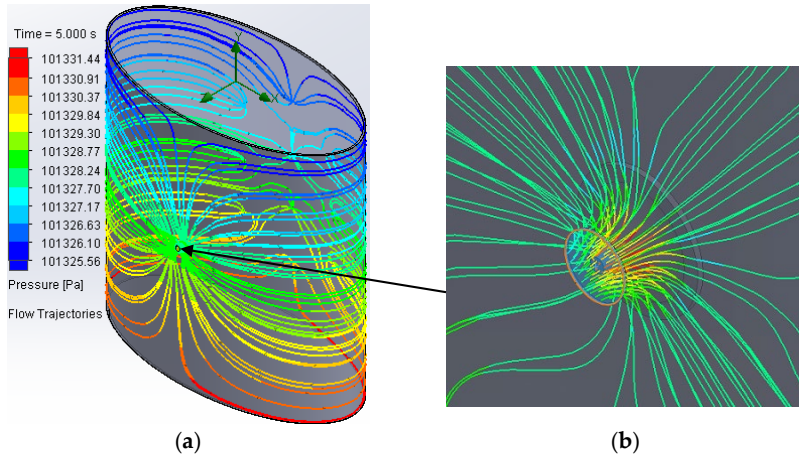 Time = 5.000 s
101331.44
101330.91
101330.37
101329.84
101329.30
101328.77
101328.24
101327.70
101327.17
101326.63
101326.10
101325.56
Pressure [Pa]
Flow Trajectories
Y
X
(a)
(b)